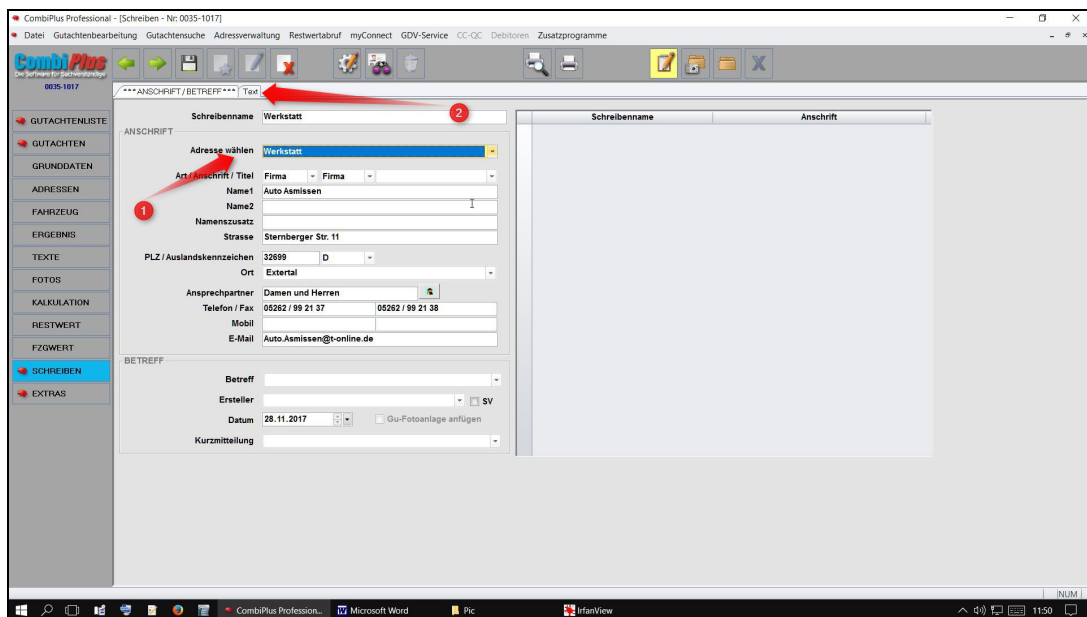 CombiPlus Professional - [Schreiben - Nr: 0035-1017]
Datei Gutachtenbearbeitung Gutachtensuche Adressverwaltung Restwertabruf myConnect GDV-Service CC-QC Debitoren Zusatzprogramme
CombiPlus
Die Software für Sachverständige
0035-1017
***ANSCHRIFT/BETREFF*** Text
2
GUTACHTENLISTE
GUTACHTEN
GRUNDDATEN
ADRESSEN
FAHRZEUG
ERGEBNIS
TEXTE
FOTOS
KALKULATION
RESTWERT
FZGWERT
SCHREIBEN
EXTRAS
Schreibenname Werkstatt
ANSCHRIFT
Adresse wählen Werkstatt
Art / Anschrift / Titel Firma Firma
1
Name1 Auto Asmissen
Name2
Namenszusatz
Strasse Sternberger Str. 11
PLZ / Auslandskennzeichen 32699 D
Ort Extertal
Ansprechpartner Damen und Herren
Telefon / Fax 05262 / 99 21 37 05262 / 99 21 38
Mobil
E-Mail Auto.Asmissen@t-online.de
BETREFF
Betreff
Ersteller SV
Datum 28.11.2017 Gu-Fotoanlage anfügen
Kurzmitteilung
Schreibenname Anschrift
NUM
CombiPlus Profession... Microsoft Word Pic IrfanView 11:50